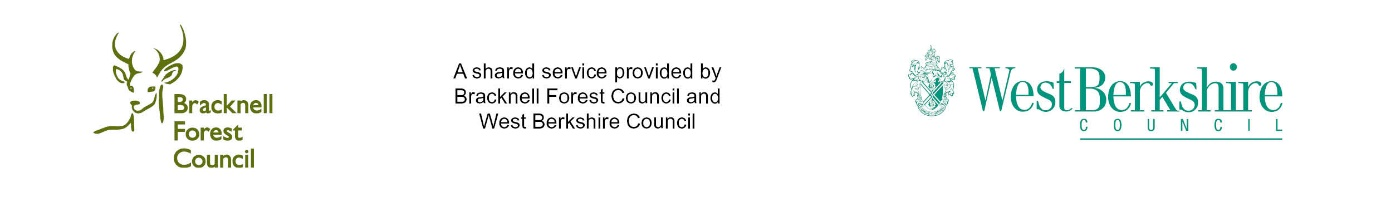 Bracknell
Forest
Council
A shared service provided by
Bracknell Forest Council and
West Berkshire Council
WestBerkshire
COUNCIL